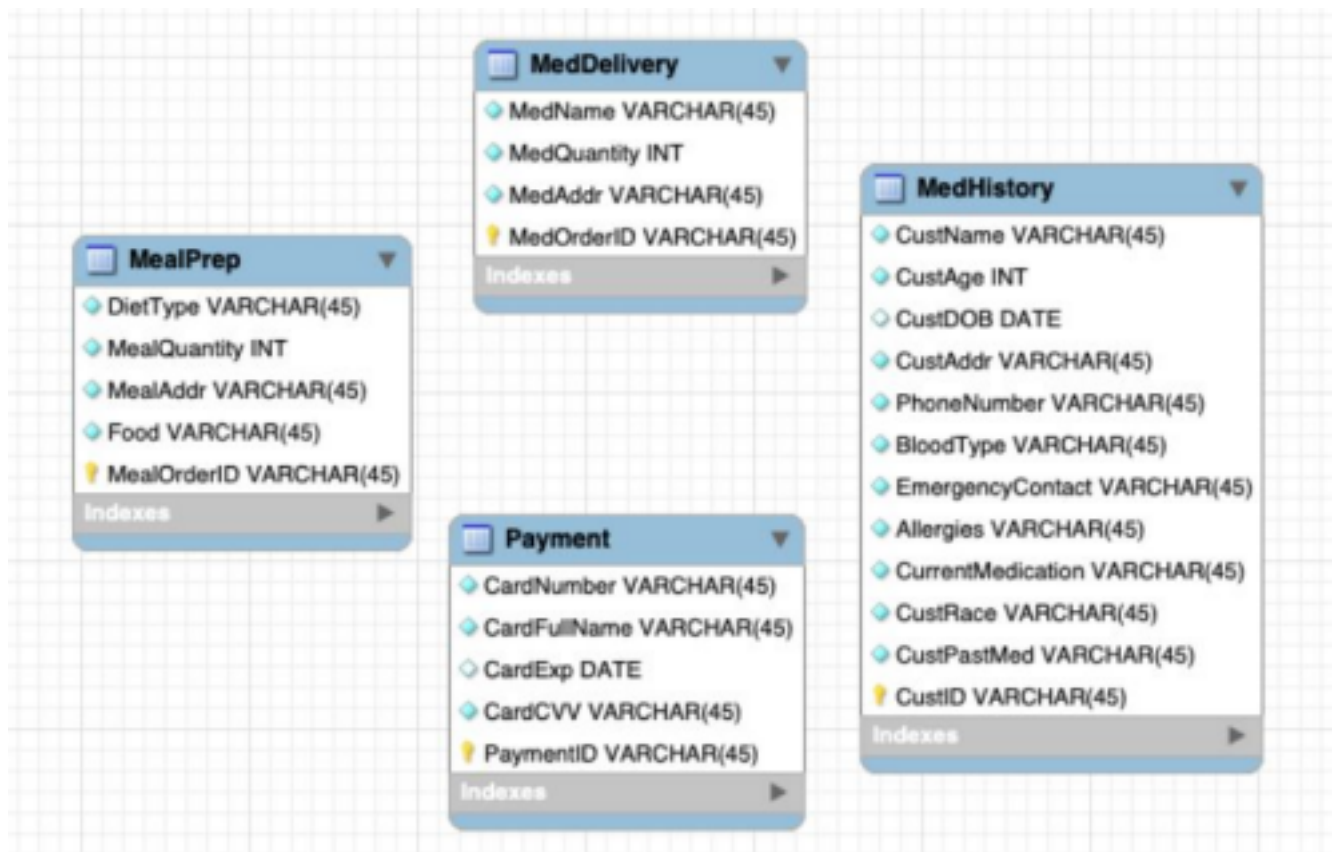 MedDelivery
MedName VARCHAR(45)
MedQuantity INT
MedAddr VARCHAR(45)
MedOrderID VARCHAR(45)
Indexes
MealPrep
DietType VARCHAR(45)
MealQuantity INT
MealAddr VARCHAR(45)
Food VARCHAR(45)
MealOrderID VARCHAR(45)
Indexes
Payment
CardNumber VARCHAR(45)
CardFullName VARCHAR(45)
CardExp DATE
CardCVV VARCHAR(45)
PaymentID VARCHAR(45)
Indexes
MedHistory
CustName VARCHAR(45)
CustAge INT
CustDOB DATE
CustAddr VARCHAR(45)
PhoneNumber VARCHAR(45)
BloodType VARCHAR(45)
EmergencyContact VARCHAR(45)
Allergies VARCHAR(45)
CurrentMedication VARCHAR(45)
CustRace VARCHAR(45)
CustPastMed VARCHAR(45)
CustID VARCHAR(45)
Indexes